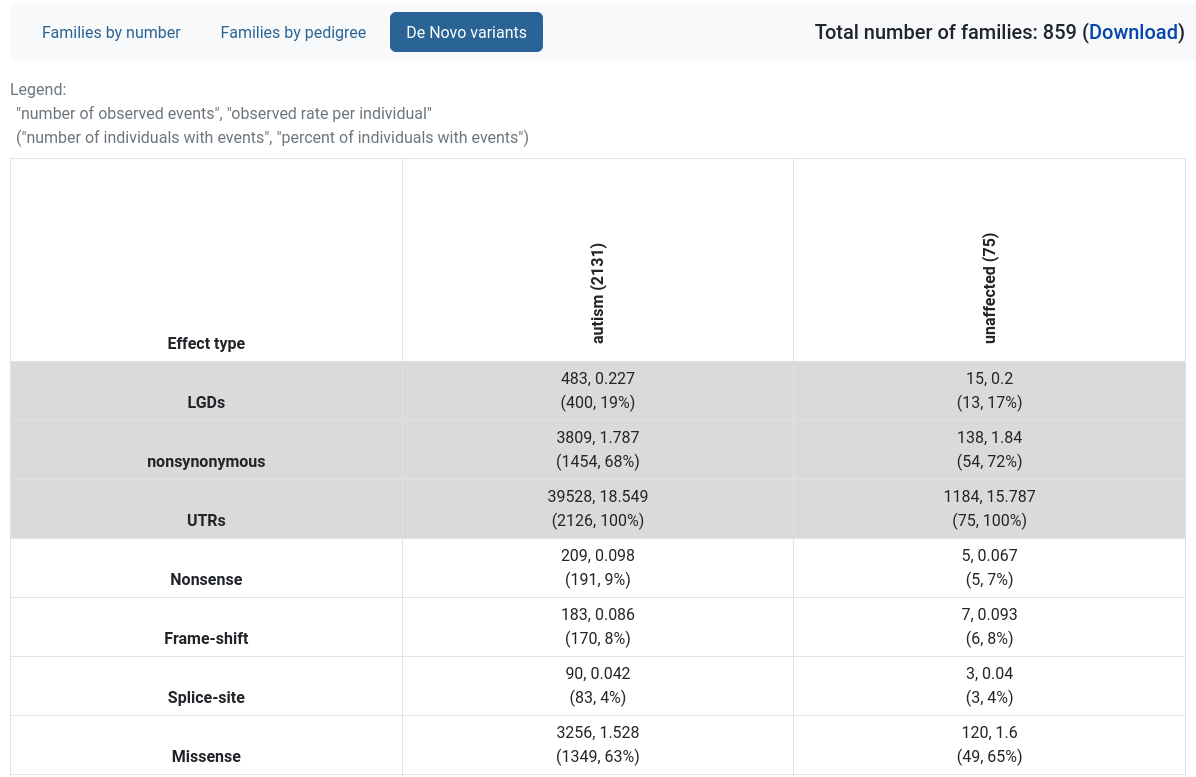 Families by number Families by pedigree De Novo variants Total number of families: 859 (Download)
Legend:
"number of observed events", "observed rate per individual"
("number of individuals with events", "percent of individuals with events")
Effect type autism (2131) unaffected (75)
LGDs 483, 0.227 (400, 19%) 15, 0.2 (13, 17%)
nonsynonymous 3809, 1.787 (1454, 68%) 138, 1.84 (54, 72%)
UTRs 39528, 18.549 (2126, 100%) 1184, 15.787 (75, 100%)
Nonsense 209, 0.098 (191, 9%) 5, 0.067 (5, 7%)
Frame-shift 183, 0.086 (170, 8%) 7, 0.093 (6, 8%)
Splice-site 90, 0.042 (83, 4%) 3, 0.04 (3, 4%)
Missense 3256, 1.528 (1349, 63%) 120, 1.6 (49, 65%)